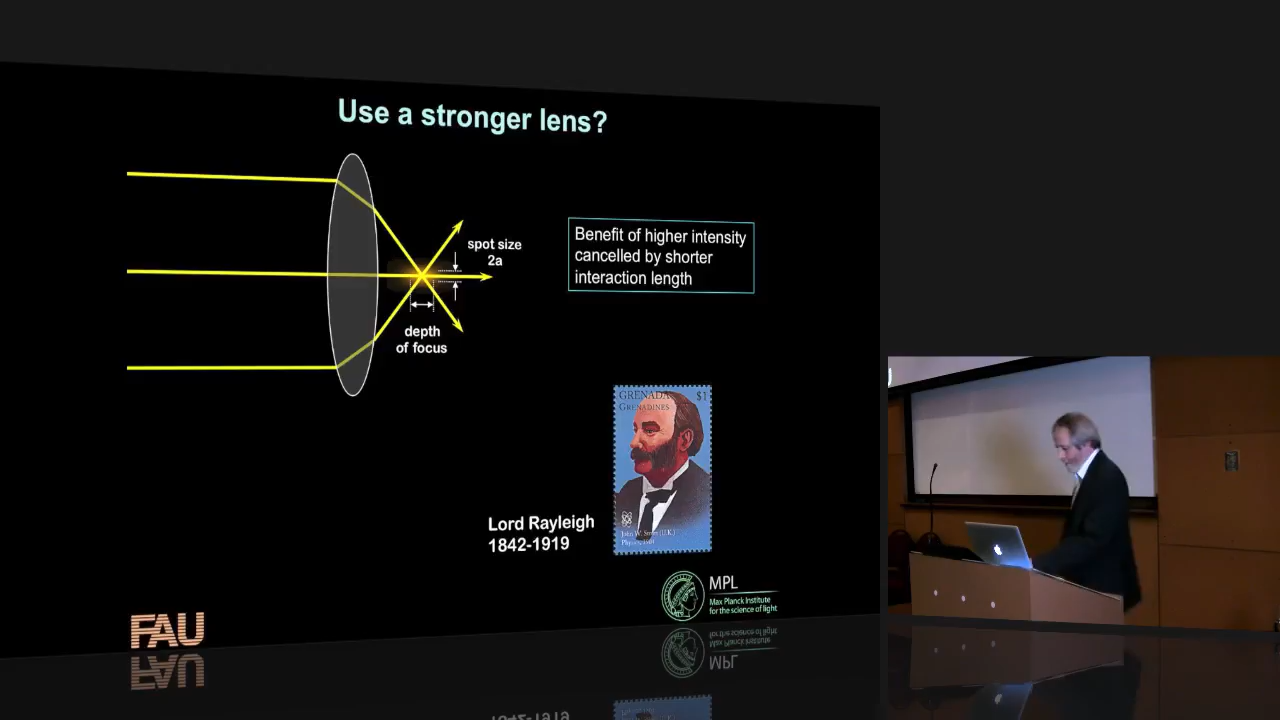 Use a stronger lens?
spot size
2a
Benefit of higher intensity
cancelled by shorter
interaction length
depth
of focus
GRENADA
$1
GRENADINES
Lord Rayleigh
1842-1919
John W. (U.K.)
MPL
Max Planck Institute
for the science of light
FAU